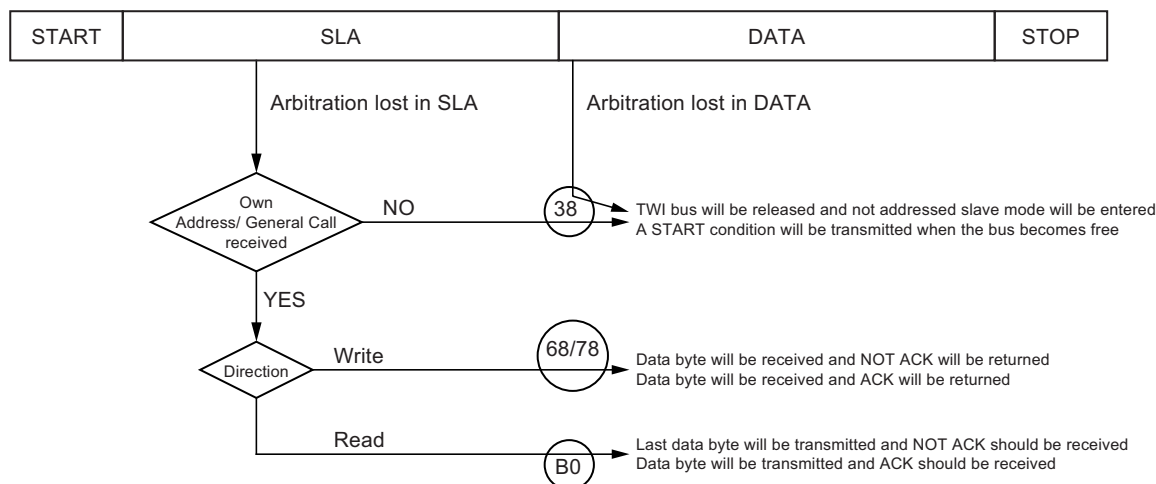 START SLA DATA STOP
Arbitration lost in SLA Arbitration lost in DATA
Own
Address/ General Call
received
NO
38
TWI bus will be released and not addressed slave mode will be entered
A START condition will be transmitted when the bus becomes free
YES
Direction
Write
68/78
Data byte will be received and NOT ACK will be returned
Data byte will be received and ACK will be returned
Read
B0
Last data byte will be transmitted and NOT ACK should be received
Data byte will be transmitted and ACK should be received